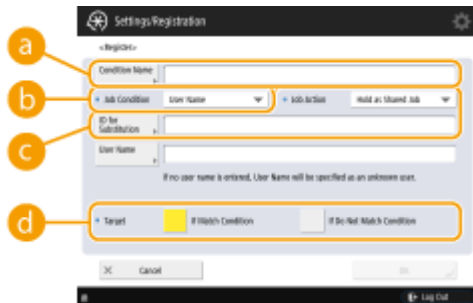 Settings/Registration
<Register>
a
Condition Name
b
Job Condition User Name Job Action Hold as Shared Job
c
ID for Substitution
User Name
If no user name is entered, User Name will be specified as an unknown user.
d
Target If Match Condition If Do Not Match Condition
Cancel OK
Log Out